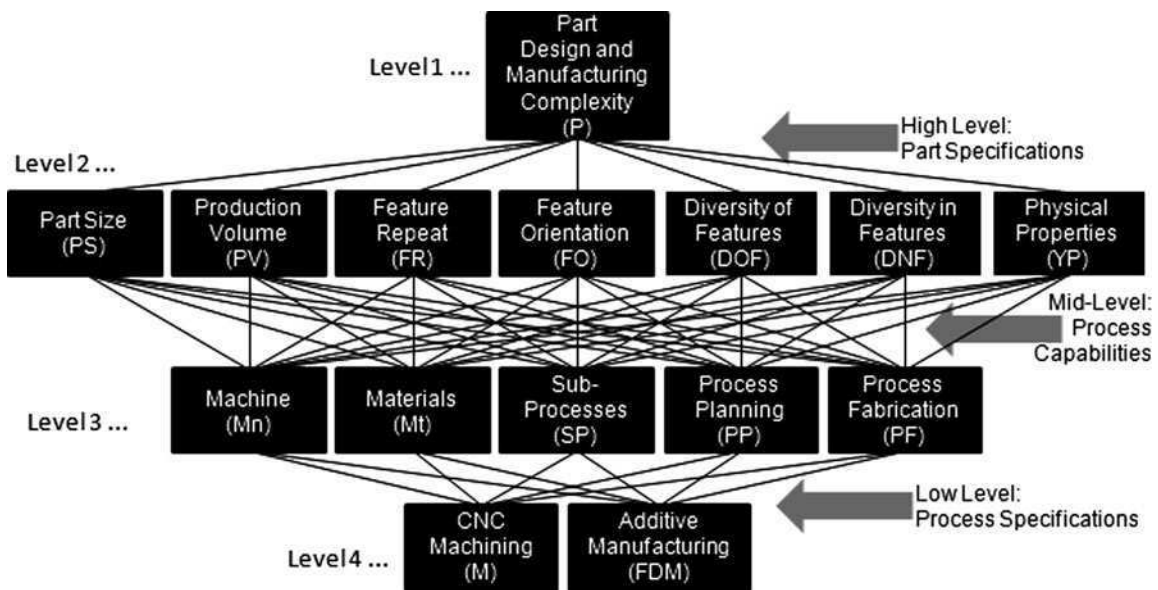 Part
Design and
Manufacturing
Complexity
(P)
Level 1 ...
High Level:
Part Specifications
Level 2 ...
Part Size
(PS)
Production
Volume
(PV)
Feature
Repeat
(FR)
Feature
Orientation
(FO)
Diversity of
Features
(DOF)
Diversity in
Features
(DNF)
Physical
Properties
(YP)
Mid-Level:
Process
Capabilities
Level 3 ...
Machine
(Mn)
Materials
(Mt)
Sub-
Processes
(SP)
Process
Planning
(PP)
Process
Fabrication
(PF)
Low Level:
Process Specifications
Level 4 ...
CNC
Machining
(M)
Additive
Manufacturing
(FDM)